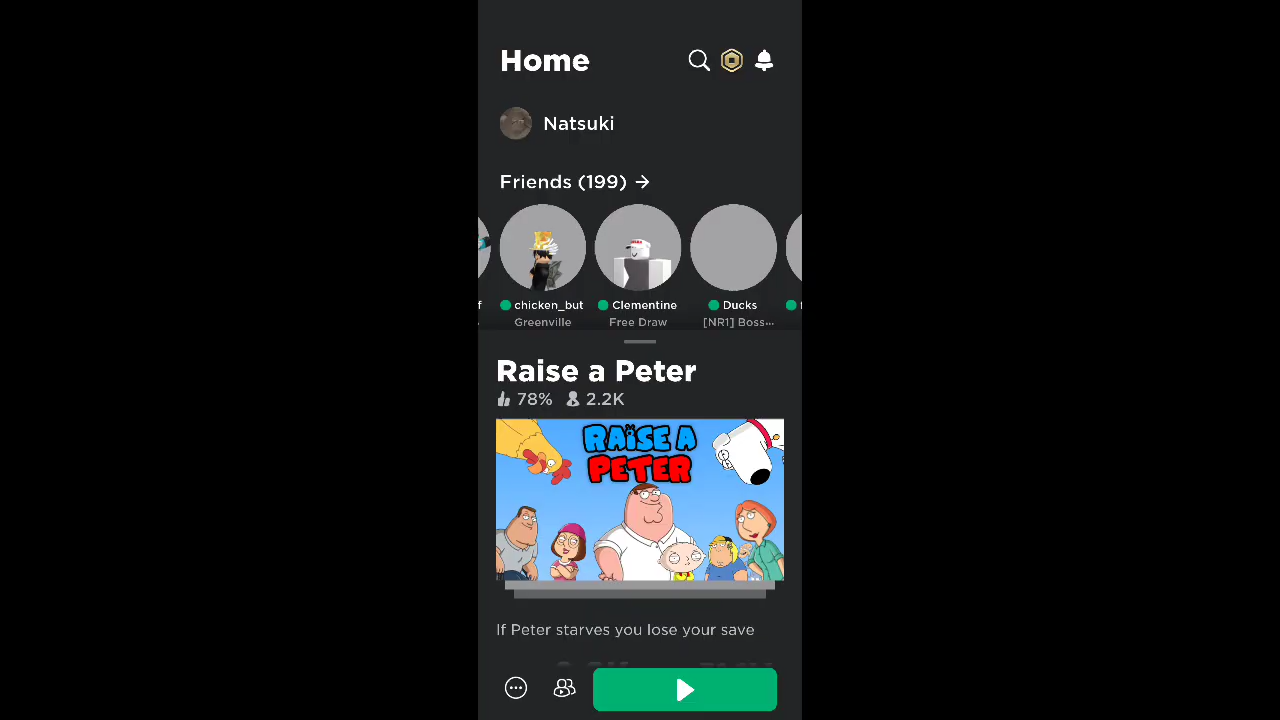 Home
Natsuki
Friends (199)
f chicken_but Clementine Ducks
Greenville Free Draw [NR1] Boss...
Raise a Peter
78% 2.2K
RAISE A
PETER
If Peter starves you lose your save